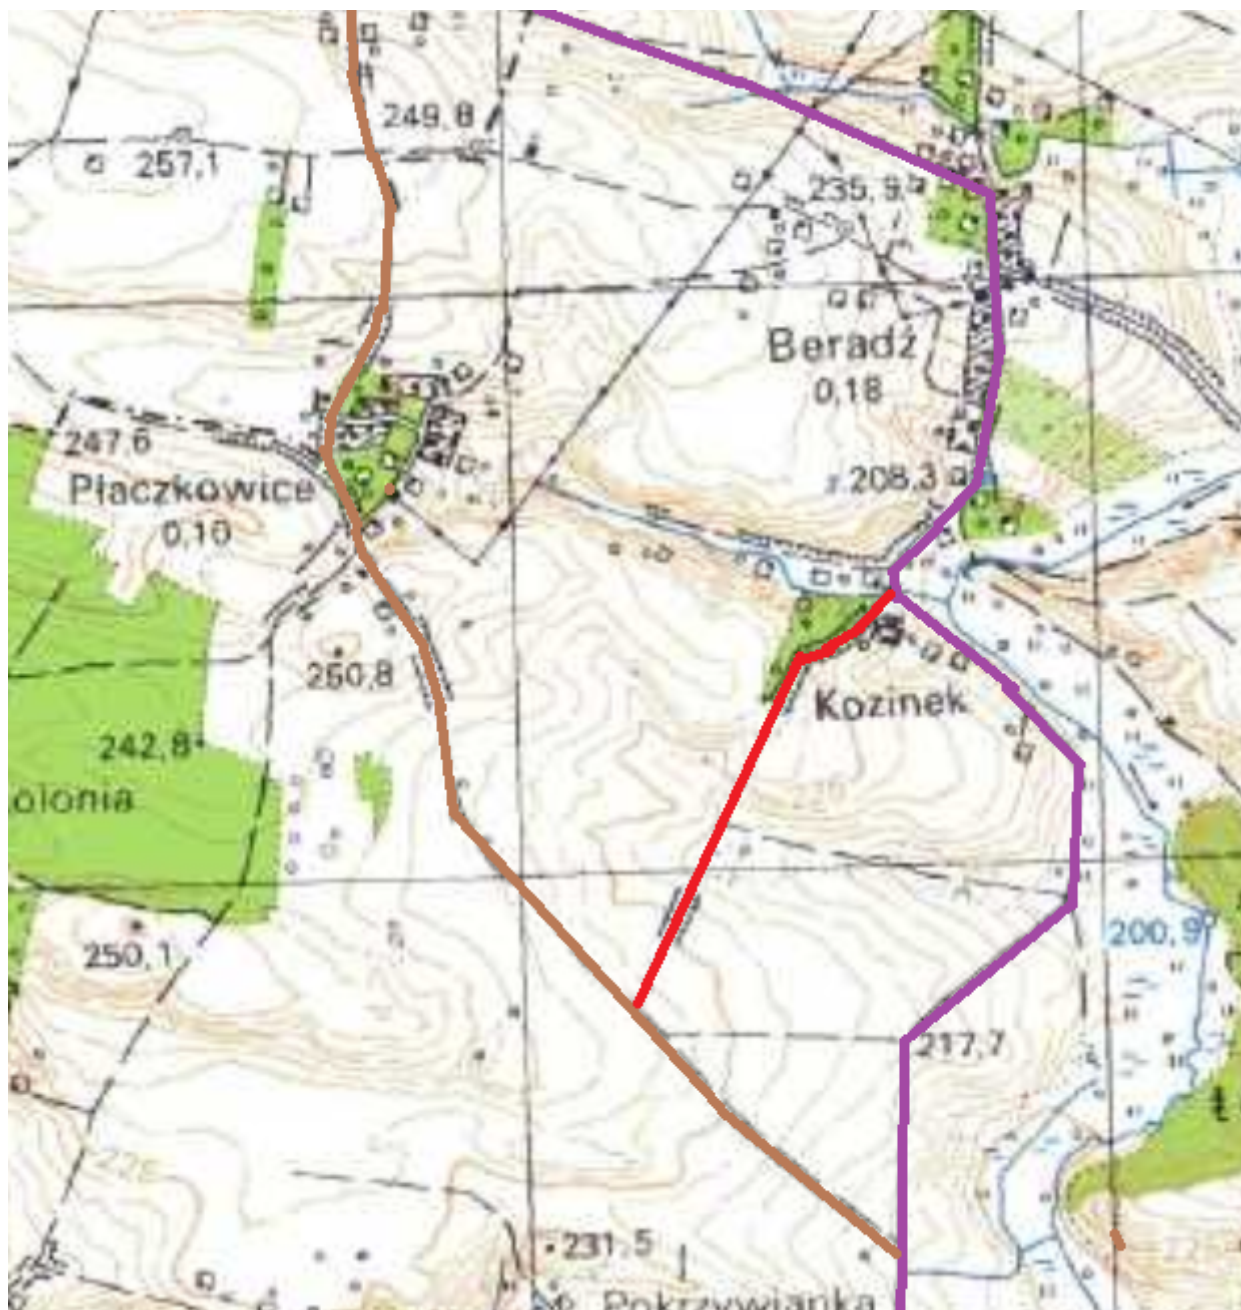 249,8
257,1
235,9
Beradź
0,18
247,6
Płaczkowice
0,10
208,3
250,8
Kozinek
242,8
olonia
220
250,1
200,9
217,7
Ł
231,5
Pokrzywianka